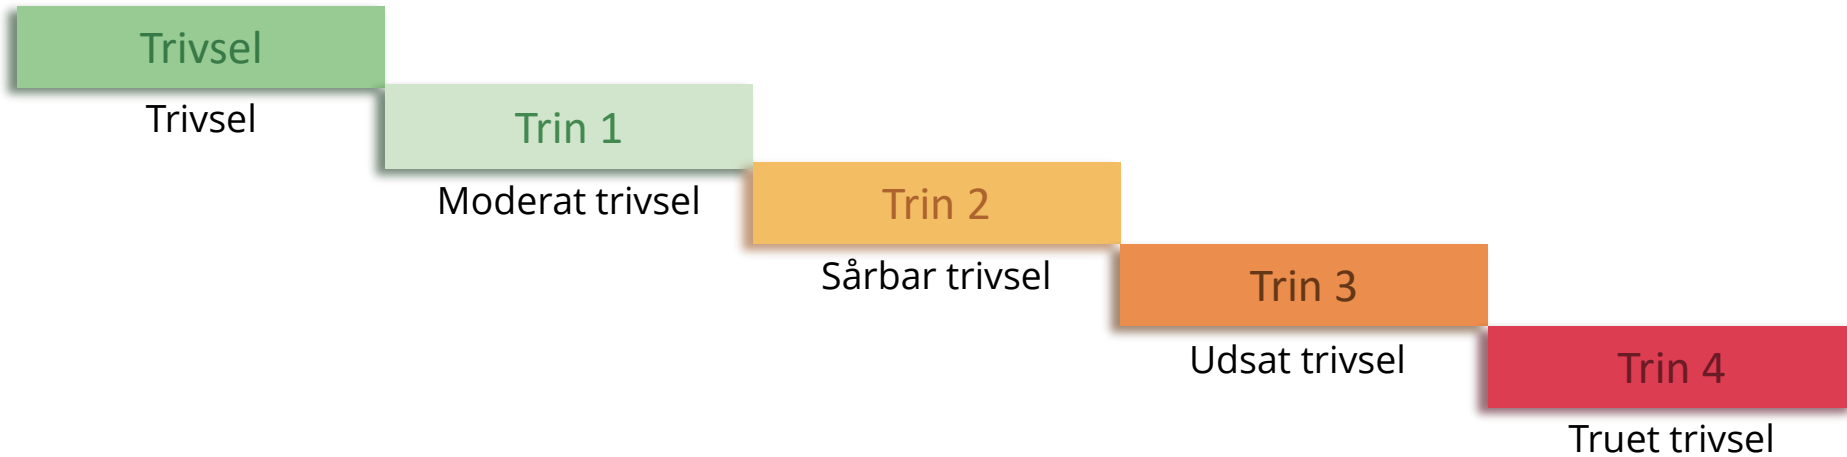 Trivsel
Trivsel
Trin 1
Moderat trivsel
Trin 2
Sårbar trivsel
Trin 3
Udsat trivsel
Trin 4
Truet trivsel